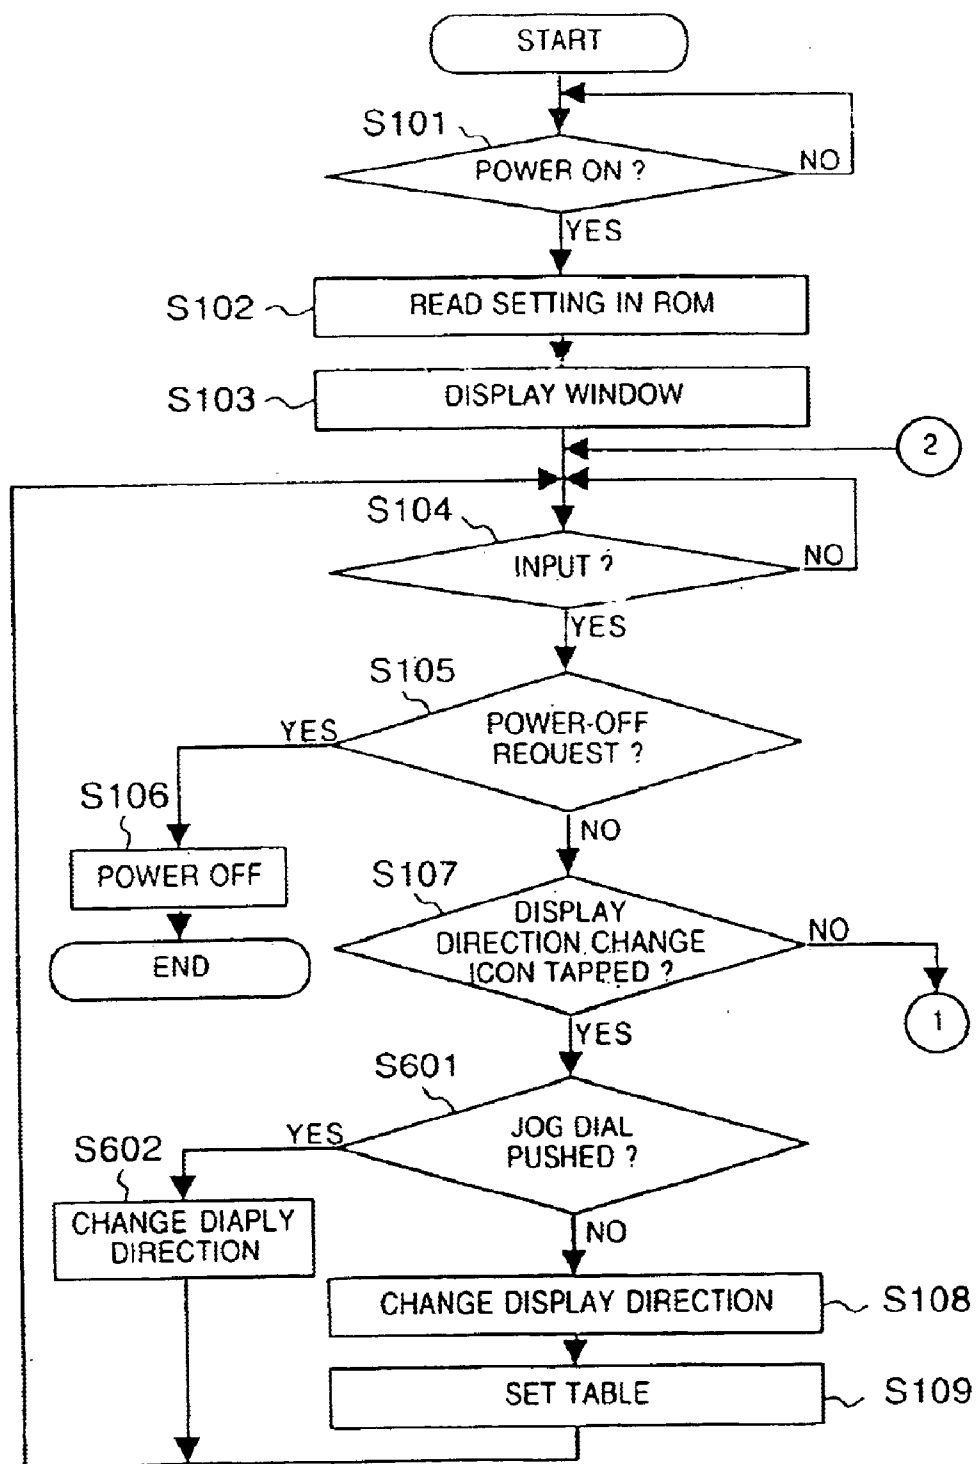 START
S101
POWER ON ?
NO
YES
S102
READ SETTING IN ROM
S103
DISPLAY WINDOW
2
S104
INPUT ?
NO
YES
S105
POWER-OFF
REQUEST ?
YES
S106
POWER OFF
END
NO
S107
DISPLAY
DIRECTION CHANGE
ICON TAPPED ?
NO
1
YES
S601
JOG DIAL
PUSHED ?
YES
S602
CHANGE DIAPLY
DIRECTION
NO
CHANGE DISPLAY DIRECTION
S108
SET TABLE
S109